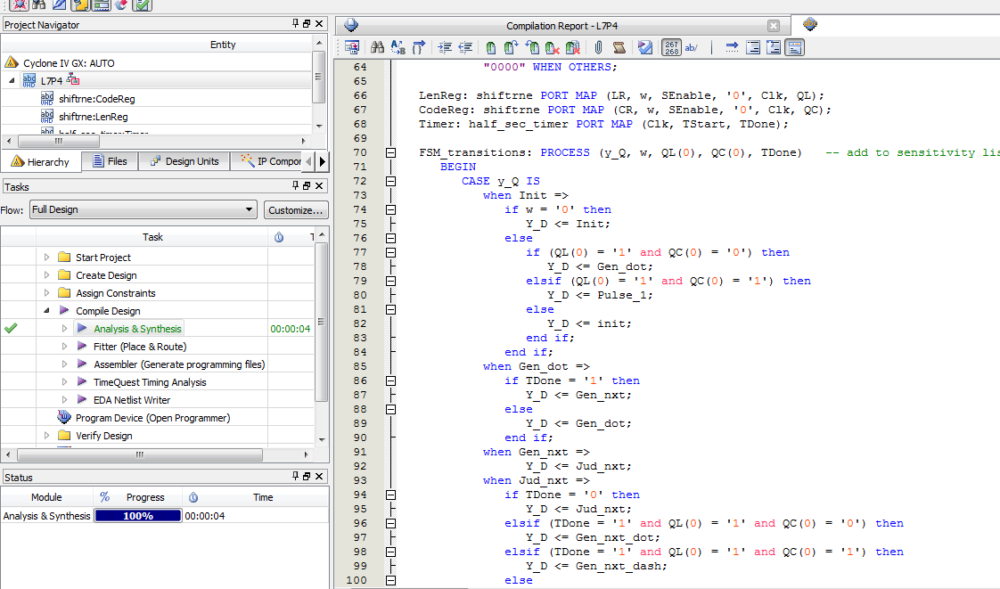 Project Navigator
Entity
Cyclone IV GX: AUTO
L7P4
shiftrne:CodeReg
shiftrne:LenReg
half_sec_timer:Timer
Hierarchy
Files
Design Units
IP Compor
Tasks
Flow: Full Design
Customize...
Task
Start Project
Create Design
Assign Constraints
Compile Design
Analysis & Synthesis 00:00:04
Fitter (Place & Route)
Assembler (Generate programming files)
TimeQuest Timing Analysis
EDA Netlist Writer
Program Device (Open Programmer)
Verify Design
Status
Module % Progress Time
Analysis & Synthesis 100% 00:00:04
Compilation Report - L7P4
267
268
ab/
64 "0000" WHEN OTHERS;
65
66 LenReg: shiftrne PORT MAP (LR, w, SEnable, '0', Clk, QL);
67 CodeReg: shiftrne PORT MAP (CR, w, SEnable, '0', Clk, QC);
68 Timer: half_sec_timer PORT MAP (Clk, TStart, TDone);
69
70 FSM_transitions: PROCESS (y_Q, w, QL(0), QC(0), TDone) -- add to sensitivity lis
71 BEGIN
72 CASE y_Q IS
73 when Init =>
74 if w = '0' then
75 Y_D <= Init;
76 else
77 if (QL(0) = '1' and QC(0) = '0') then
78 Y_D <= Gen_dot;
79 elsif (QL(0) = '1' and QC(0) = '1') then
80 Y_D <= Pulse_1;
81 else
82 Y_D <= init;
83 end if;
84 end if;
85 when Gen_dot =>
86 if TDone = '1' then
87 Y_D <= Gen_nxt;
88 else
89 Y_D <= Gen_dot;
90 end if;
91 when Gen_nxt =>
92 Y_D <= Jud_nxt;
93 when Jud_nxt =>
94 if TDone = '0' then
95 Y_D <= Jud_nxt;
96 elsif (TDone = '1' and QL(0) = '1' and QC(0) = '0') then
97 Y_D <= Gen_nxt_dot;
98 elsif (TDone = '1' and QL(0) = '1' and QC(0) = '1') then
99 Y_D <= Gen_nxt_dash;
100 else